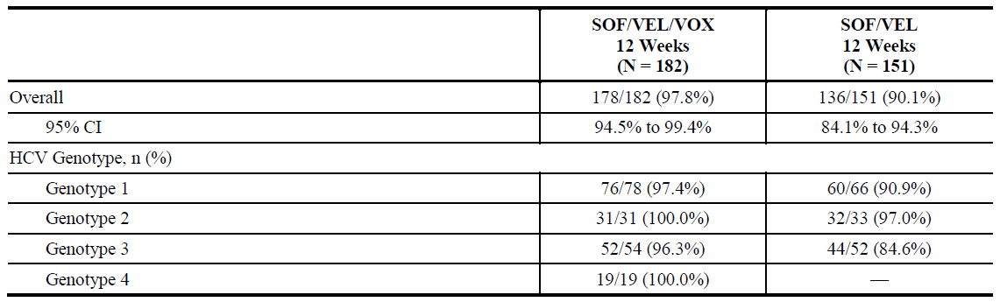 SOF/VEL/VOX
12 Weeks
(N = 182)
SOF/VEL
12 Weeks
(N = 151)
Overall 178/182 (97.8%) 136/151 (90.1%)
95% CI 94.5% to 99.4% 84.1% to 94.3%
HCV Genotype, n (%)
Genotype 1 76/78 (97.4%) 60/66 (90.9%)
Genotype 2 31/31 (100.0%) 32/33 (97.0%)
Genotype 3 52/54 (96.3%) 44/52 (84.6%)
Genotype 4 19/19 (100.0%) —